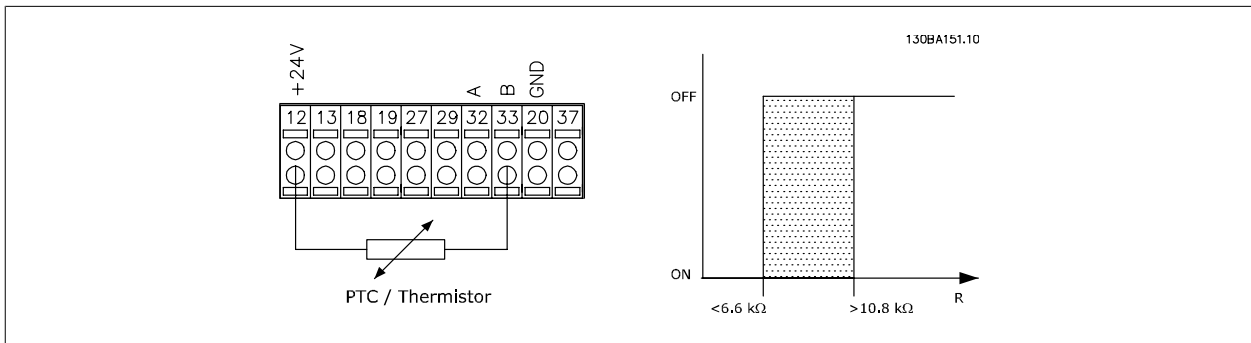 130BA151.10
+24V
A
B
GND
12 13 18 19 27 29 32 33 20 37
PTC / Thermistor
OFF
ON
<6.6 kΩ
>10.8 kΩ
R